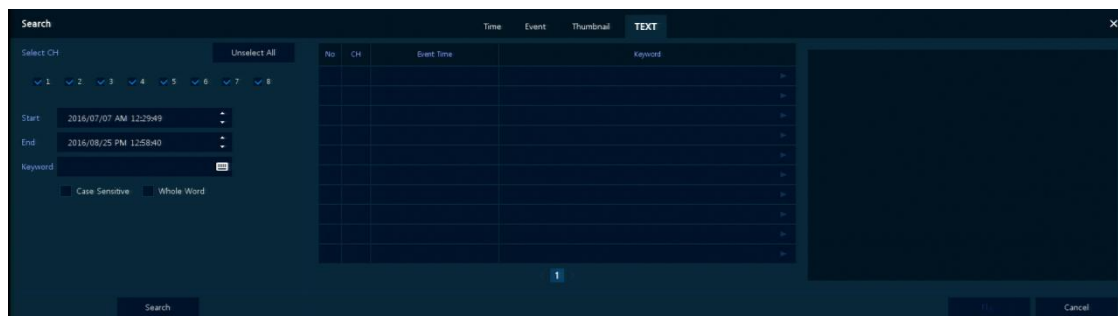 Search
Time Event Thumbnail TEXT
Select CH Unselect All
1 2 3 4 5 6 7 8
Start 2016/07/07 AM 12:29:49
End 2016/08/25 PM 12:58:40
Keyword
Case Sensitive Whole Word
No CH Event Time Keyword
1
Search Cancel